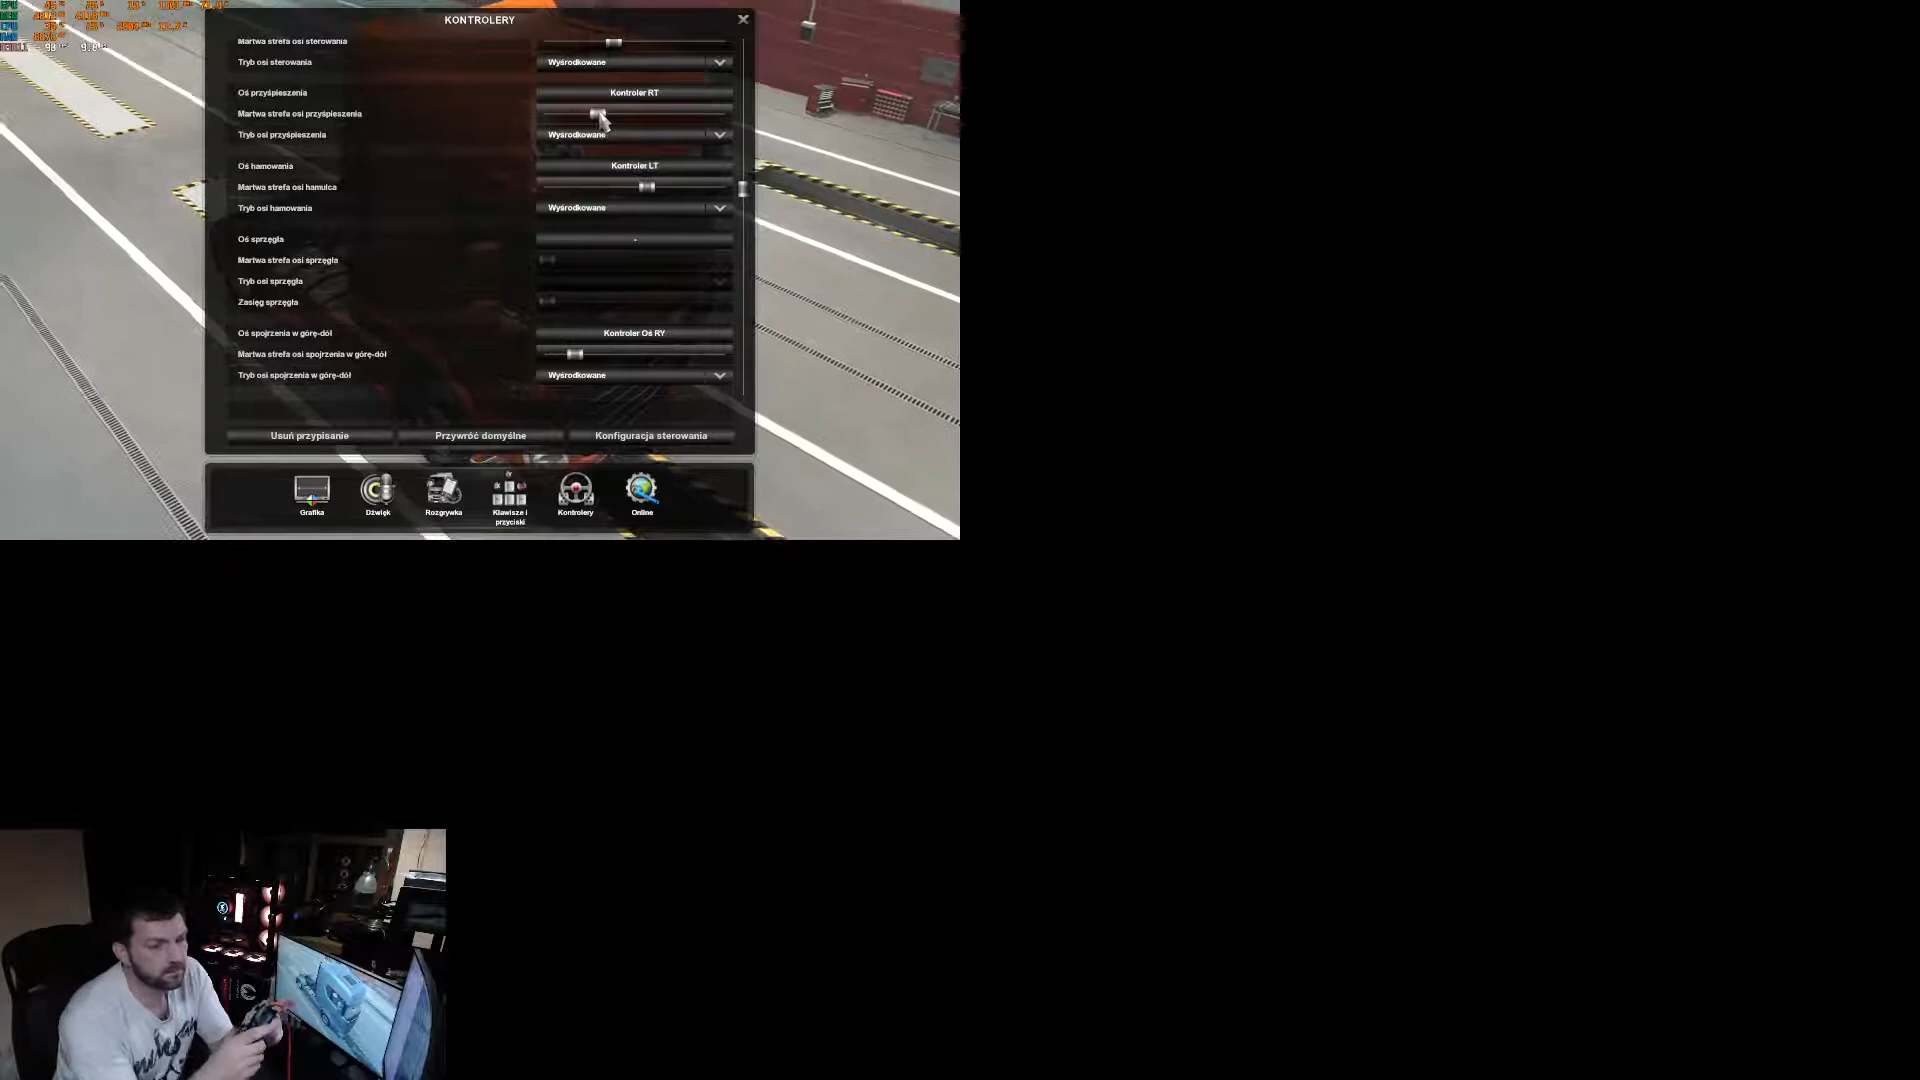 KONTROLERY
Martwa strefa osi sterowania
Tryb osi sterowania Wyśrodkowane
Oś przyśpieszenia Kontroler RT
Martwa strefa osi przyśpieszenia
Tryb osi przyśpieszenia Wyśrodkowane
Oś hamowania Kontroler LT
Martwa strefa osi hamulca
Tryb osi hamowania Wyśrodkowane
Oś sprzęgła -
Martwa strefa osi sprzęgła
Tryb osi sprzęgła
Zasięg sprzęgła
Oś spojrzenia w górę-dół Kontroler Oś RY
Martwa strefa osi spojrzenia w górę-dół
Tryb osi spojrzenia w górę-dół Wyśrodkowane
Usuń przypisanie Przywróć domyślne Konfiguracja sterowania
Grafika Dźwięk Rozgrywka Klawisze i Kontrolery Online
przyciski